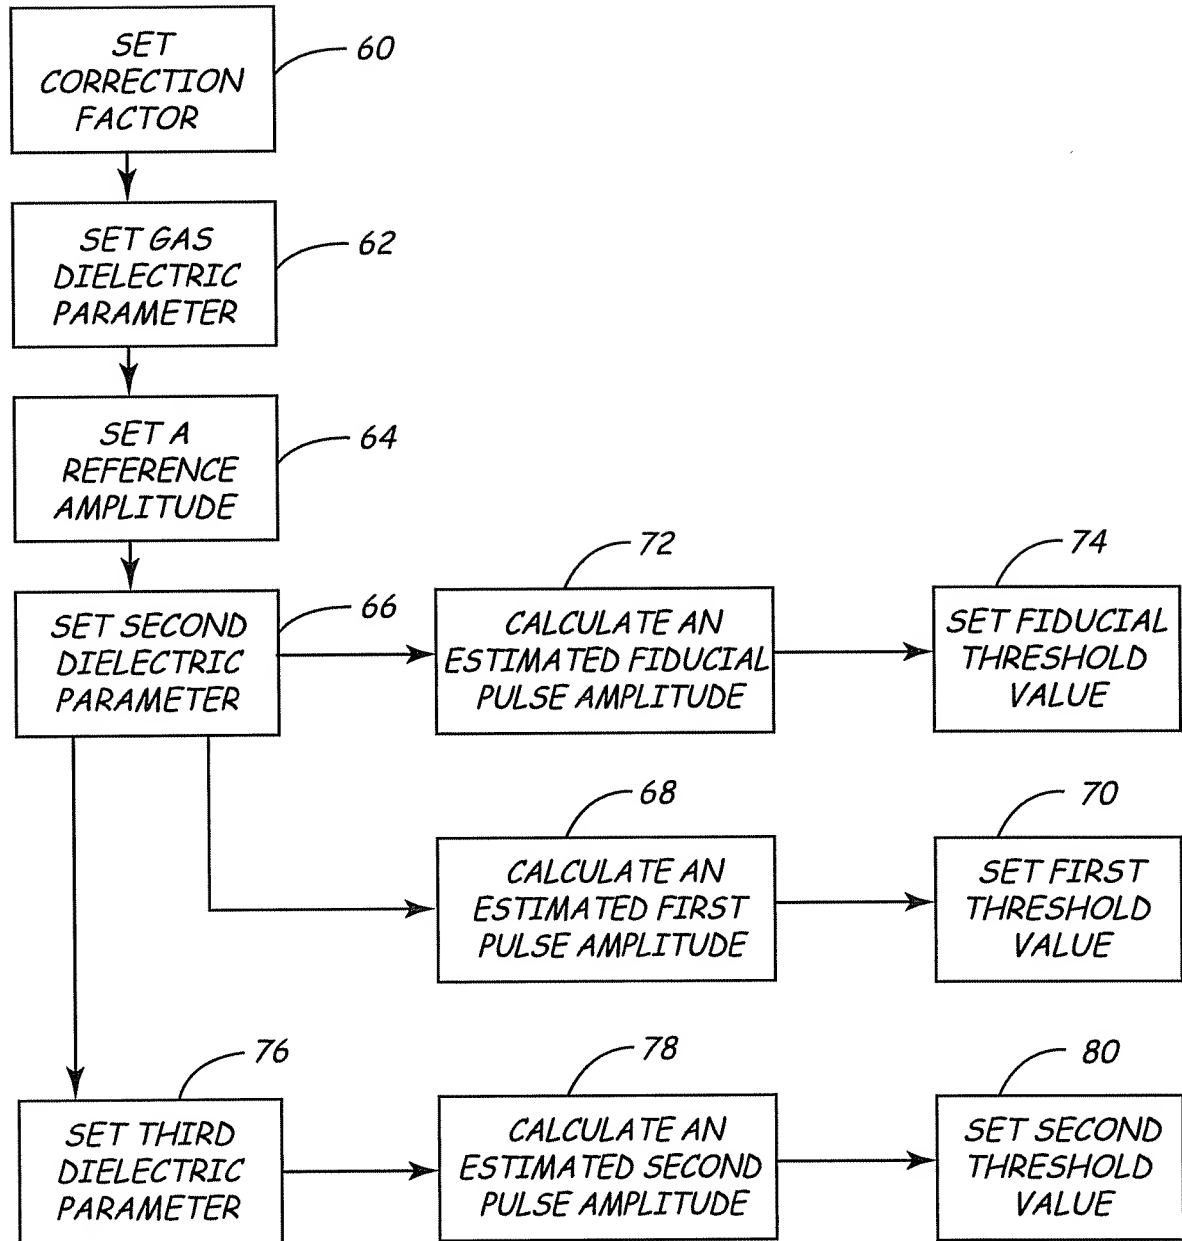 SET
CORRECTION
FACTOR
60
SET GAS
DIELECTRIC
PARAMETER
62
SET A
REFERENCE
AMPLITUDE
64
SET SECOND
DIELECTRIC
PARAMETER
66
CALCULATE AN
ESTIMATED FIDUCIAL
PULSE AMPLITUDE
72
SET FIDUCIAL
THRESHOLD
VALUE
74
CALCULATE AN
ESTIMATED FIRST
PULSE AMPLITUDE
68
SET FIRST
THRESHOLD
VALUE
70
SET THIRD
DIELECTRIC
PARAMETER
76
CALCULATE AN
ESTIMATED SECOND
PULSE AMPLITUDE
78
SET SECOND
THRESHOLD
VALUE
80